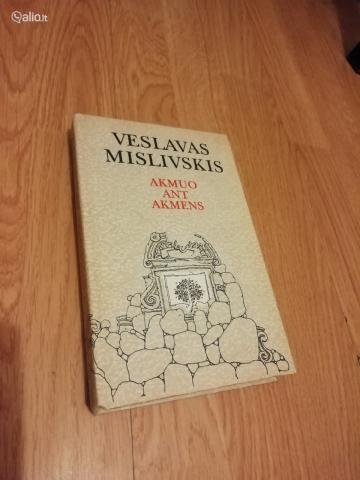 alio.lt
VESLAVAS
MISLIVSKIS
AKMUO
ANT
AKMENS